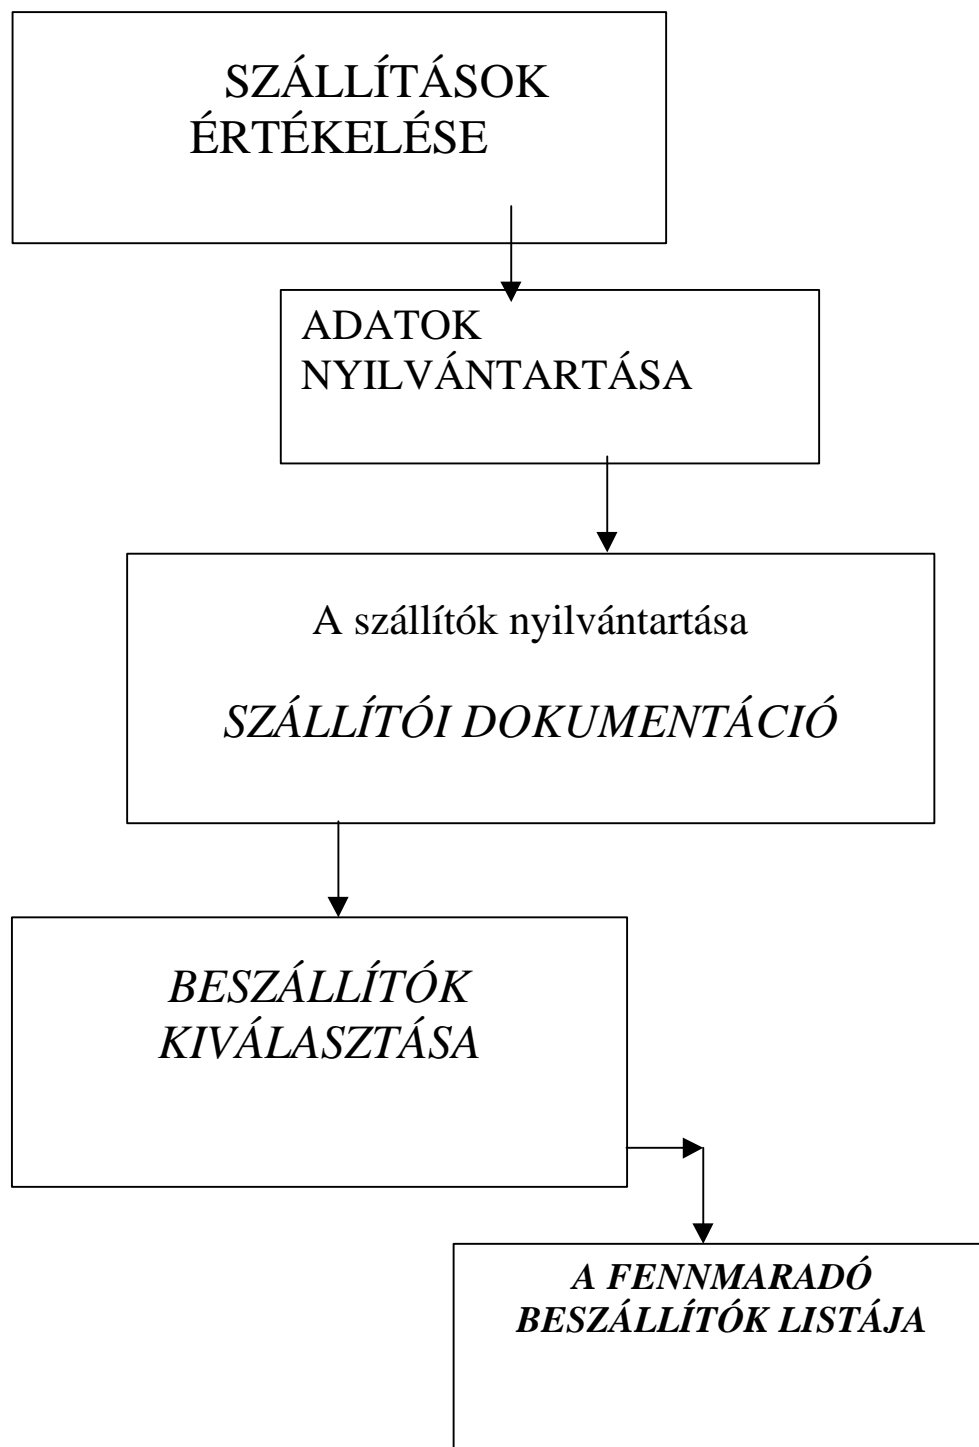 SZÁLLÍTÁSOK
ÉRTÉKELÉSE
ADATOK
NYILVÁNTARTÁSA
A szállítók nyilvántartása
SZÁLLÍTÓI DOKUMENTÁCIÓ
BESZÁLLÍTÓK
KIVÁLASZTÁSA
A FENNMARADÓ
BESZÁLLÍTÓK LISTÁJA